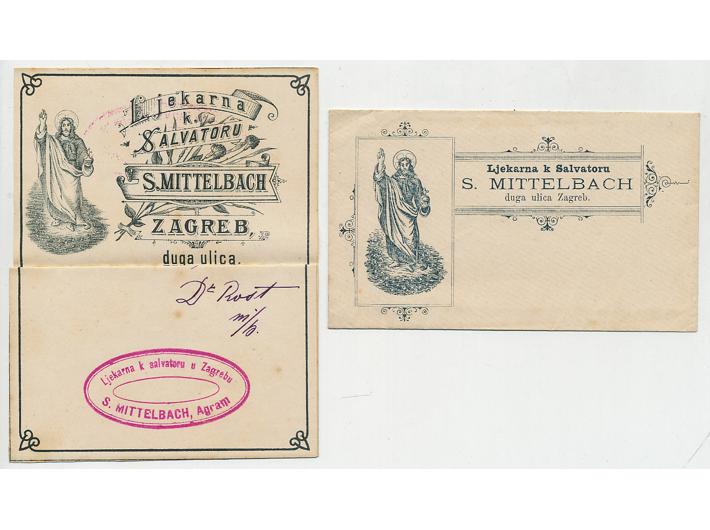 Ljekarna
k.
SALVATORU
S. MITTELBACH
ZAGREB,
duga ulica.
Dr Rost
m/p
Ljekarna k salvatoru u Zagrebu
S. MITTELBACH, Agram
Ljekarna k Salvatoru
S. MITTELBACH
duga ulica Zagreb.